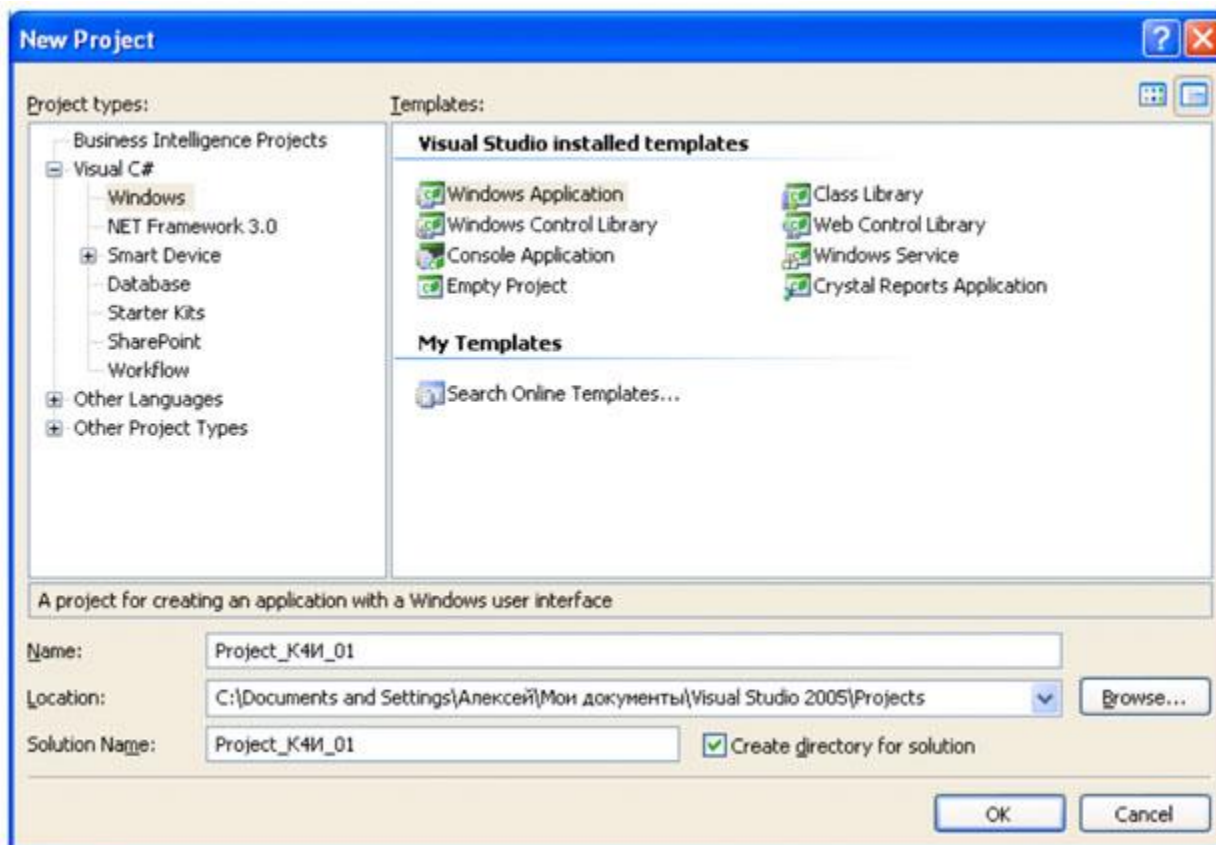 New Project
Project types:
Templates:
Business Intelligence Projects
Visual C#
Windows
NET Framework 3.0
Smart Device
Database
Starter Kits
SharePoint
Workflow
Other Languages
Other Project Types
Visual Studio installed templates
Windows Application
Class Library
Windows Control Library
Web Control Library
Console Application
Windows Service
Empty Project
Crystal Reports Application
My Templates
Search Online Templates...
A project for creating an application with a Windows user interface
Name: Project_К4И_01
Location: C:\Documents and Settings\Алексей\Мои документы\Visual Studio 2005\Projects Browse...
Solution Name: Project_К4И_01 Create directory for solution
OK Cancel